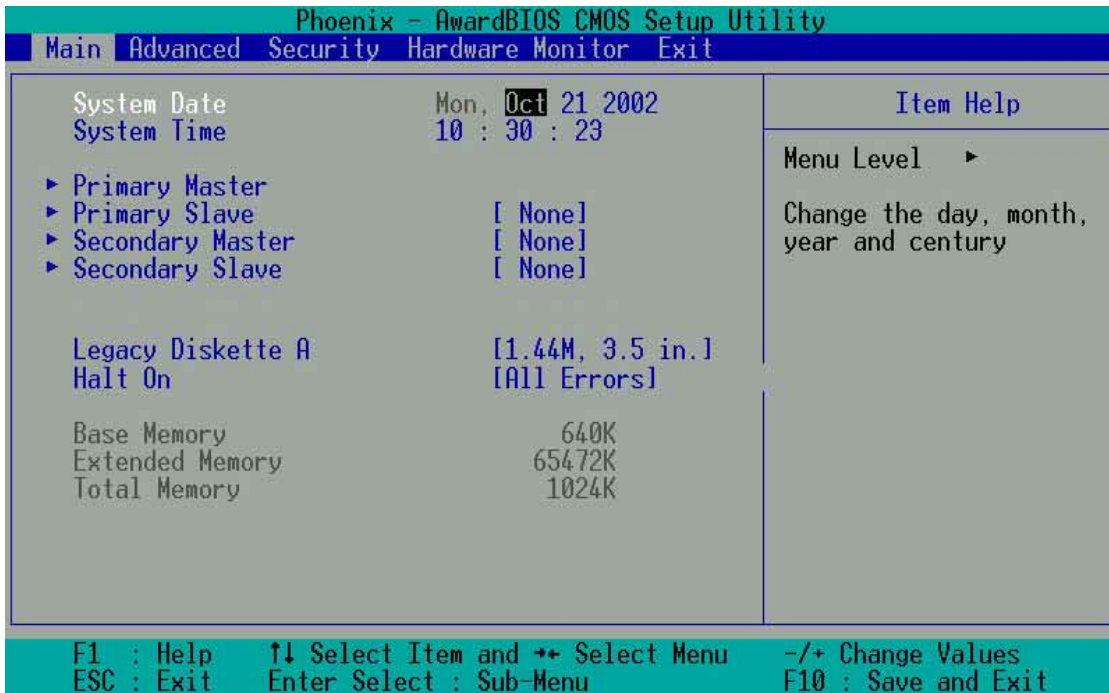 Phoenix - AwardBIOS CMOS Setup Utility
Main Advanced Security Hardware Monitor Exit
System Date Mon, Oct 21 2002
System Time 10 : 30 : 23
▶ Primary Master
▶ Primary Slave [ None]
▶ Secondary Master [ None]
▶ Secondary Slave [ None]
Legacy Diskette A [1.44M, 3.5 in.]
Halt On [All Errors]
Base Memory 640K
Extended Memory 65472K
Total Memory 1024K
Item Help
Menu Level ▶
Change the day, month,
year and century
F1 : Help ↑↓ Select Item and →← Select Menu -/+ Change Values
ESC : Exit Enter Select : Sub-Menu F10 : Save and Exit